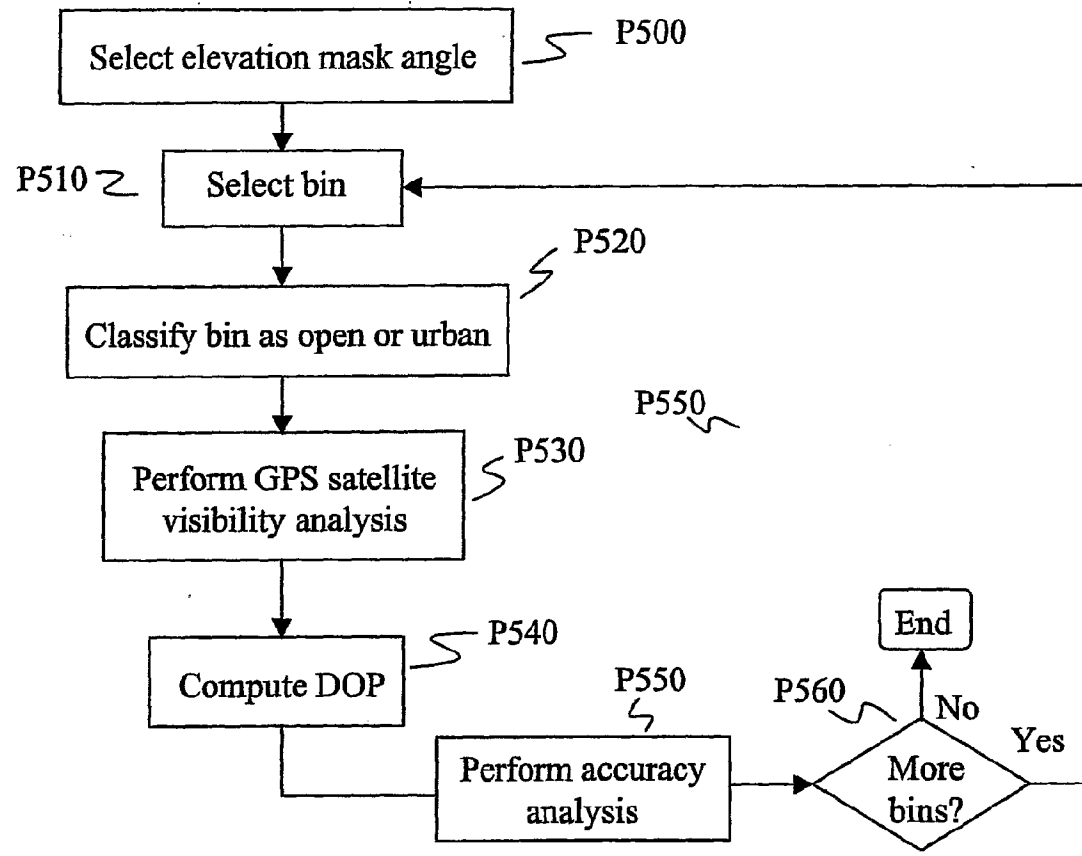 P500
Select elevation mask angle
P510
Select bin
P520
Classify bin as open or urban
P550
P530
Perform GPS satellite
visibility analysis
P540
Compute DOP
P550
Perform accuracy
analysis
P560
More
bins?
No
Yes
End